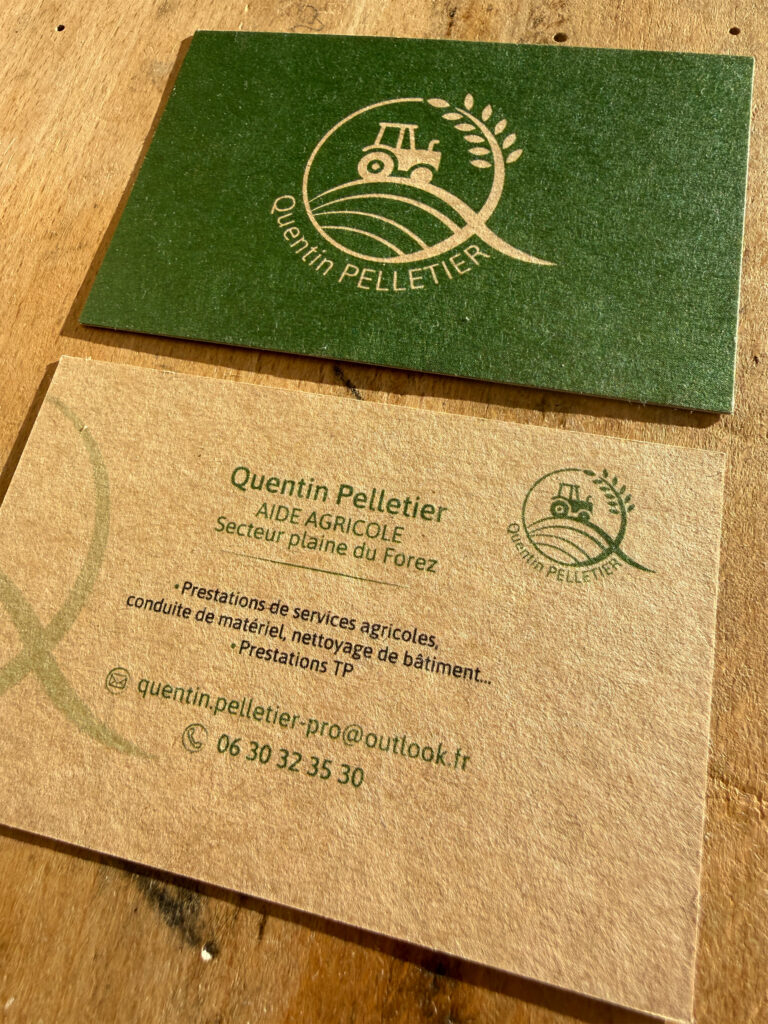 Quentin PELLETIER
Quentin Pelletier
AIDE AGRICOLE
Secteur plaine du Forez
Quentin PELLETIER
•Prestations de services agricoles,
conduite de matériel, nettoyage de bâtiment...
•Prestations TP
quentin.pelletier-pro@outlook.fr
06 30 32 35 30